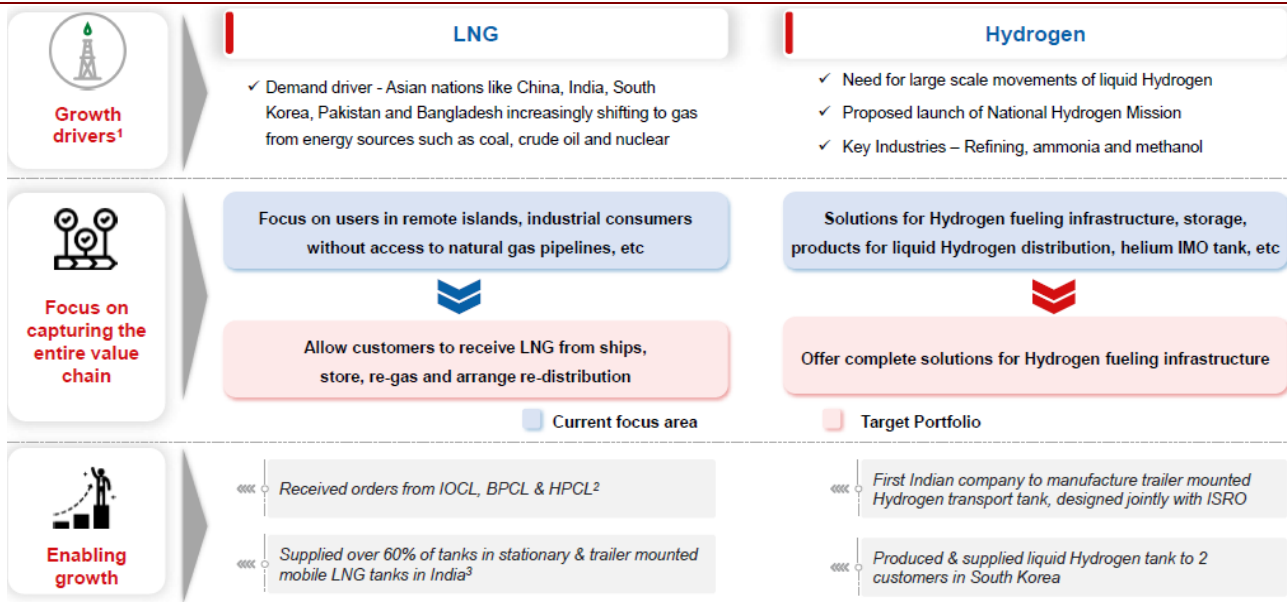 LNG
Hydrogen
Growth
drivers¹
✓ Demand driver - Asian nations like China, India, South
Korea, Pakistan and Bangladesh increasingly shifting to gas
from energy sources such as coal, crude oil and nuclear
✓ Need for large scale movements of liquid Hydrogen
✓ Proposed launch of National Hydrogen Mission
✓ Key Industries – Refining, ammonia and methanol
Focus on
capturing the
entire value
chain
Focus on users in remote islands, industrial consumers
without access to natural gas pipelines, etc
Solutions for Hydrogen fueling infrastructure, storage,
products for liquid Hydrogen distribution, helium IMO tank, etc
Allow customers to receive LNG from ships,
store, re-gas and arrange re-distribution
Offer complete solutions for Hydrogen fueling infrastructure
Current focus area
Target Portfolio
Enabling
growth
Received orders from IOCL, BPCL & HPCL²
Supplied over 60% of tanks in stationary & trailer mounted
mobile LNG tanks in India³
First Indian company to manufacture trailer mounted
Hydrogen transport tank, designed jointly with ISRO
Produced & supplied liquid Hydrogen tank to 2
customers in South Korea